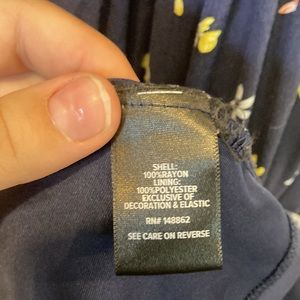 SHELL:
100%RAYON
LINING:
100%POLYESTER
EXCLUSIVE OF
DECORATION & ELASTIC
RN# 148862
SEE CARE ON REVERSE